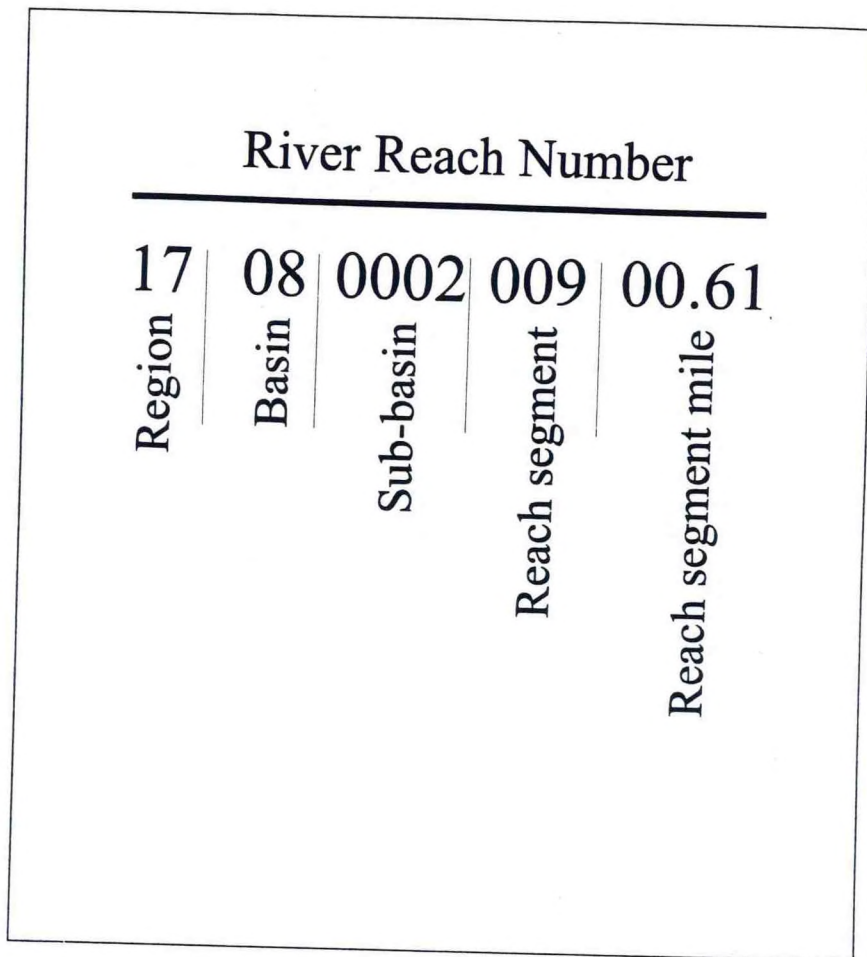 River Reach Number
17 08 0002 009 00.61
Region Basin Sub-basin Reach segment Reach segment mile